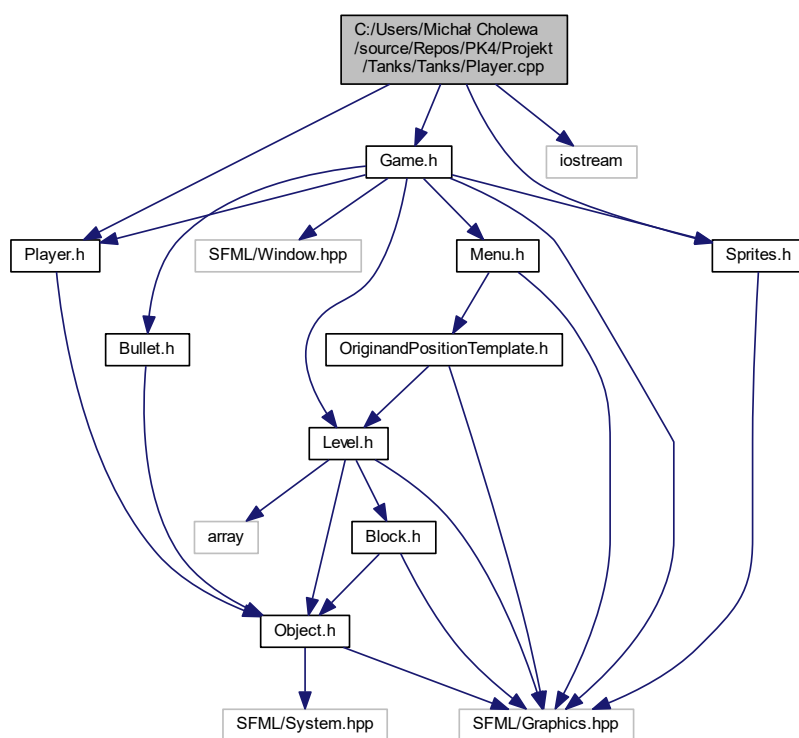 C:/Users/Michał Cholewa
/source/Repos/PK4/Projekt
/Tanks/Tanks/Player.cpp
Game.h
iostream
Player.h
SFML/Window.hpp
Menu.h
Sprites.h
Bullet.h
OriginandPositionTemplate.h
Level.h
array
Block.h
Object.h
SFML/System.hpp
SFML/Graphics.hpp